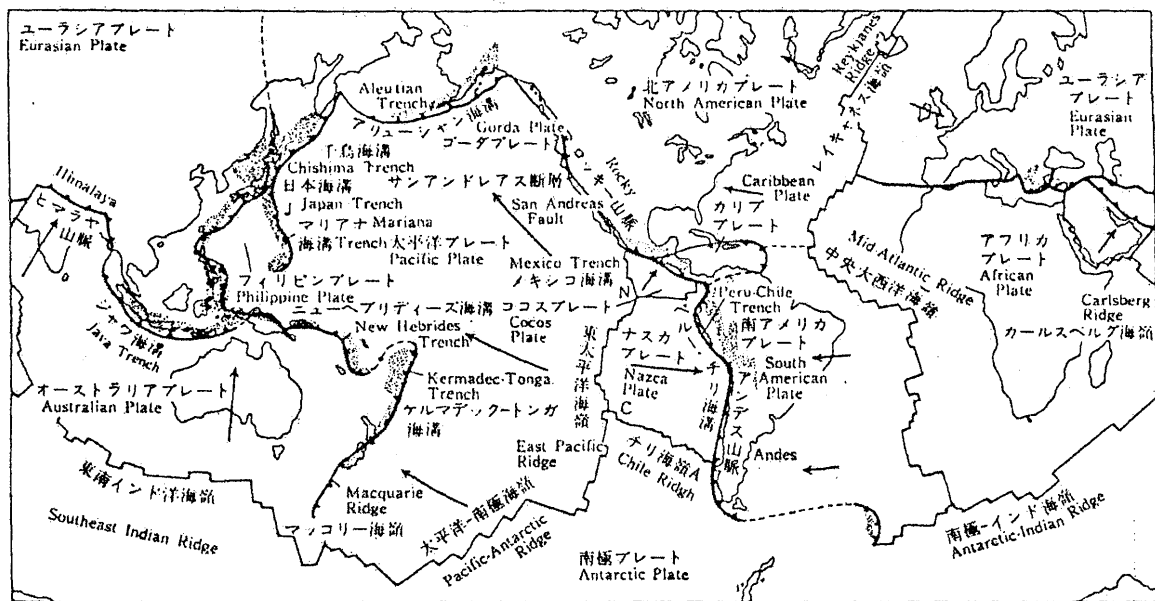 ユーラシアプレート
Eurasian Plate
Aleutian
Trench
アリューシャン海溝
Gorda Plate
ゴーダプレート
千島海溝
Chishima Trench
日本海溝
Japan Trench
マリアナ Mariana
海溝 Trench
太平洋プレート
Pacific Plate
サンアンドレアス断層
San Andreas
Fault
Rocky
ロッキー山脈
北アメリカプレート
North American Plate
Reykjanes
Ridge
レイキャネス海嶺
ユーラシア
プレート
Eurasian
Plate
Himalaya
ヒマラヤ
山脈
Caribbean
Plate
カリブ
プレート
Mexico Trench
メキシコ海溝
Mid Atlantic Ridge
中央大西洋海嶺
アフリカ
プレート
African
Plate
Carlsberg
Ridge
カールスベルグ海嶺
フィリピンプレート
Philippine Plate
ニューヘブリディーズ海溝
New Hebrides
Trench
ココスプレート
Cocos
Plate
N
Peru-Chile
Trench
ペルー
チリ海溝
南アメリカ
プレート
South
American
Plate
ナスカ
プレート
Nazca
Plate
C
ジャワ海溝
Java Trench
オーストラリアプレート
Australian Plate
Kermadec-Tonga
Trench
ケルマデックートンガ
海溝
東太平洋海嶺
East Pacific
Ridge
チリ海嶺 A
Chile Ridgh
アンデス山脈
Andes
東南インド洋海嶺
Southeast Indian Ridge
Macquarie
Ridge
マッコリー海嶺
太平洋-南極海嶺
Pacific-Antarctic
Ridge
南極プレート
Antarctic Plate
南極-インド海嶺
Antarctic-Indian Ridge